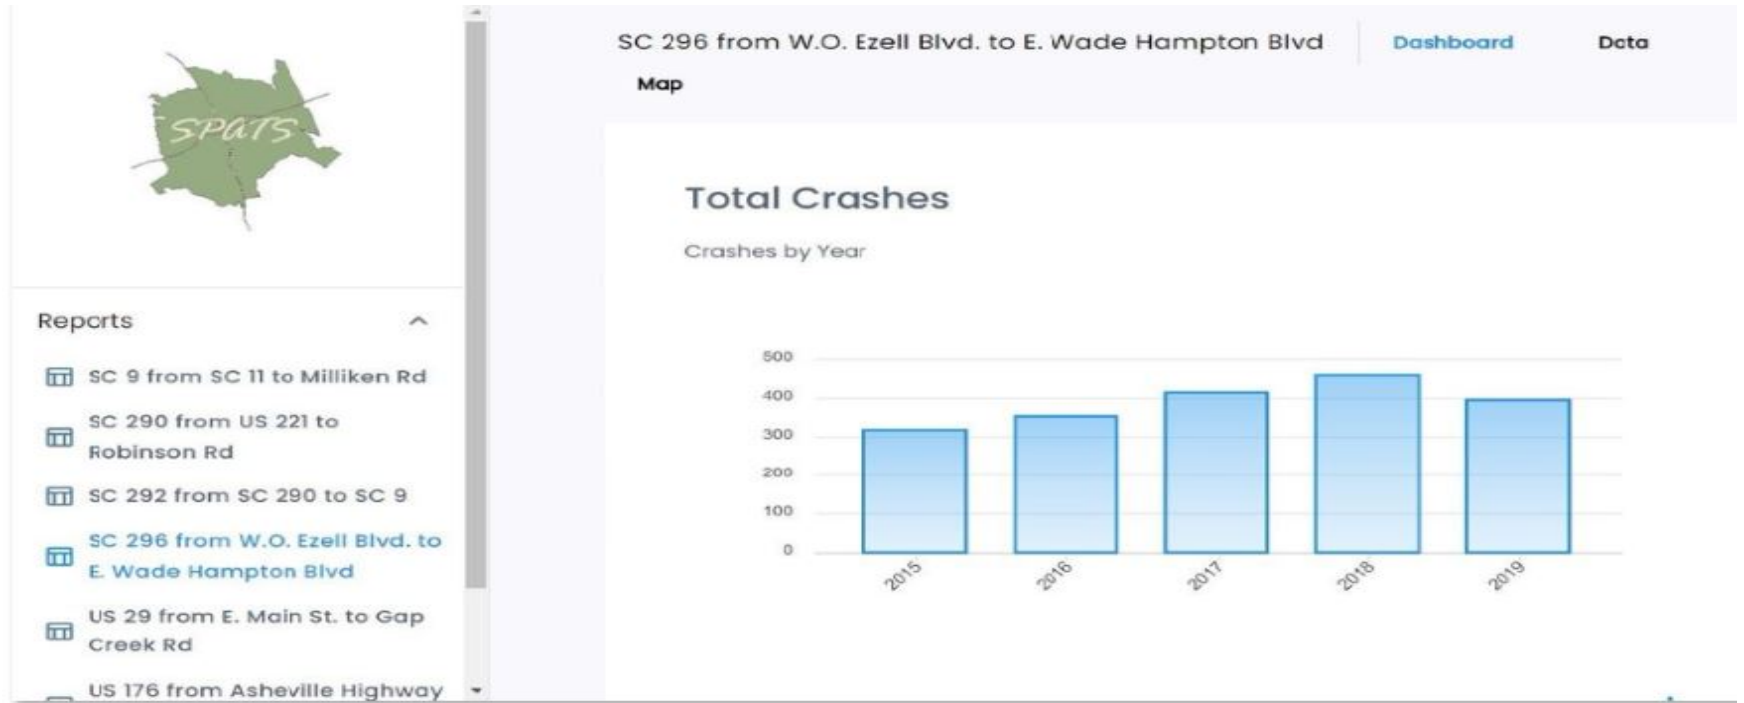 SPATS
Reports
SC 9 from SC 11 to Milliken Rd
SC 290 from US 221 to
Robinson Rd
SC 292 from SC 290 to SC 9
SC 296 from W.O. Ezell Blvd. to
E. Wade Hampton Blvd
US 29 from E. Main St. to Gap
Creek Rd
US 176 from Asheville Highway
SC 296 from W.O. Ezell Blvd. to E. Wade Hampton Blvd
Dashboard
Data
Map
Total Crashes
Crashes by Year
500
400
300
200
100
0
2015
2016
2017
2018
2019